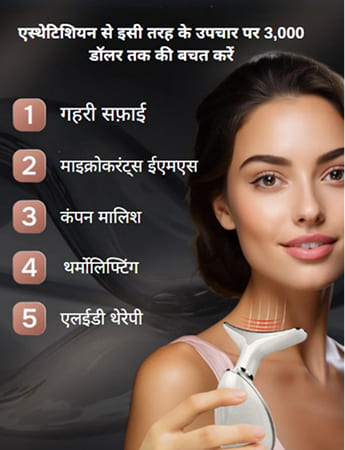 एस्थेटिशियन से इसी तरह के उपचार पर 3,000
डॉलर तक की बचत करें
1 गहरी सफ़ाई
2 माइक्रोकरंट्स ईएमएस
3 कंपन मालिश
4 थर्मोलिफ्टिंग
5 एलईडी थेरेपी